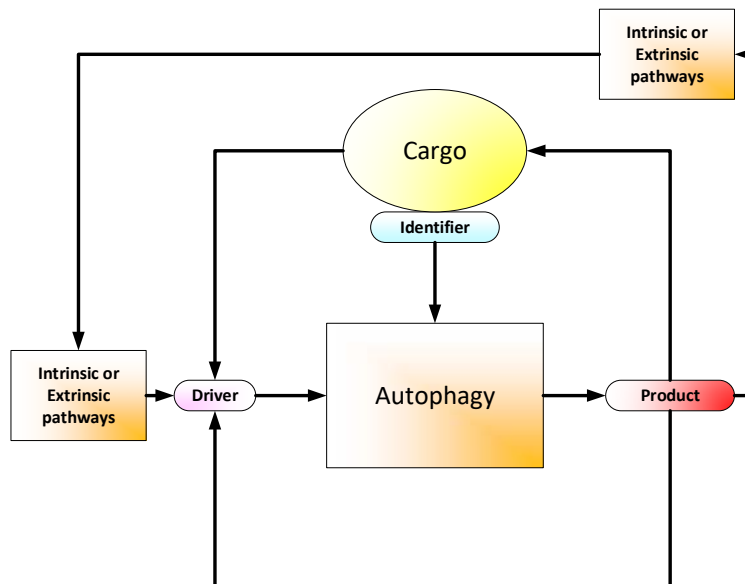 Intrinsic or
Extrinsic
pathways
Cargo
Identifier
Intrinsic or
Extrinsic
pathways
Driver
Autophagy
Product